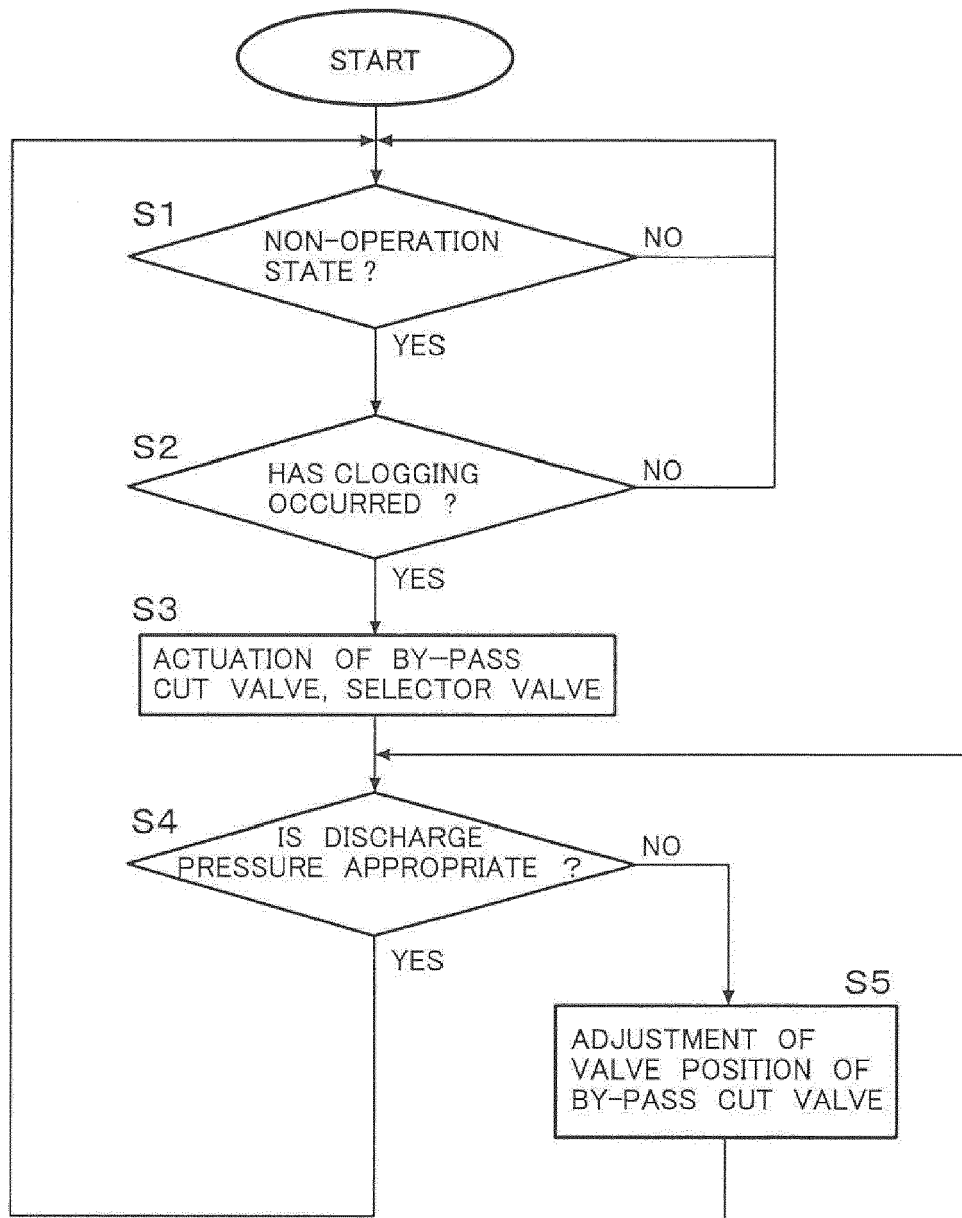 START
S1
NON-OPERATION
STATE ?
NO
YES
S2
HAS CLOGGING
OCCURRED ?
NO
YES
S3
ACTUATION OF BY-PASS
CUT VALVE, SELECTOR VALVE
S4
IS DISCHARGE
PRESSURE APPROPRIATE ?
NO
YES
S5
ADJUSTMENT OF
VALVE POSITION OF
BY-PASS CUT VALVE